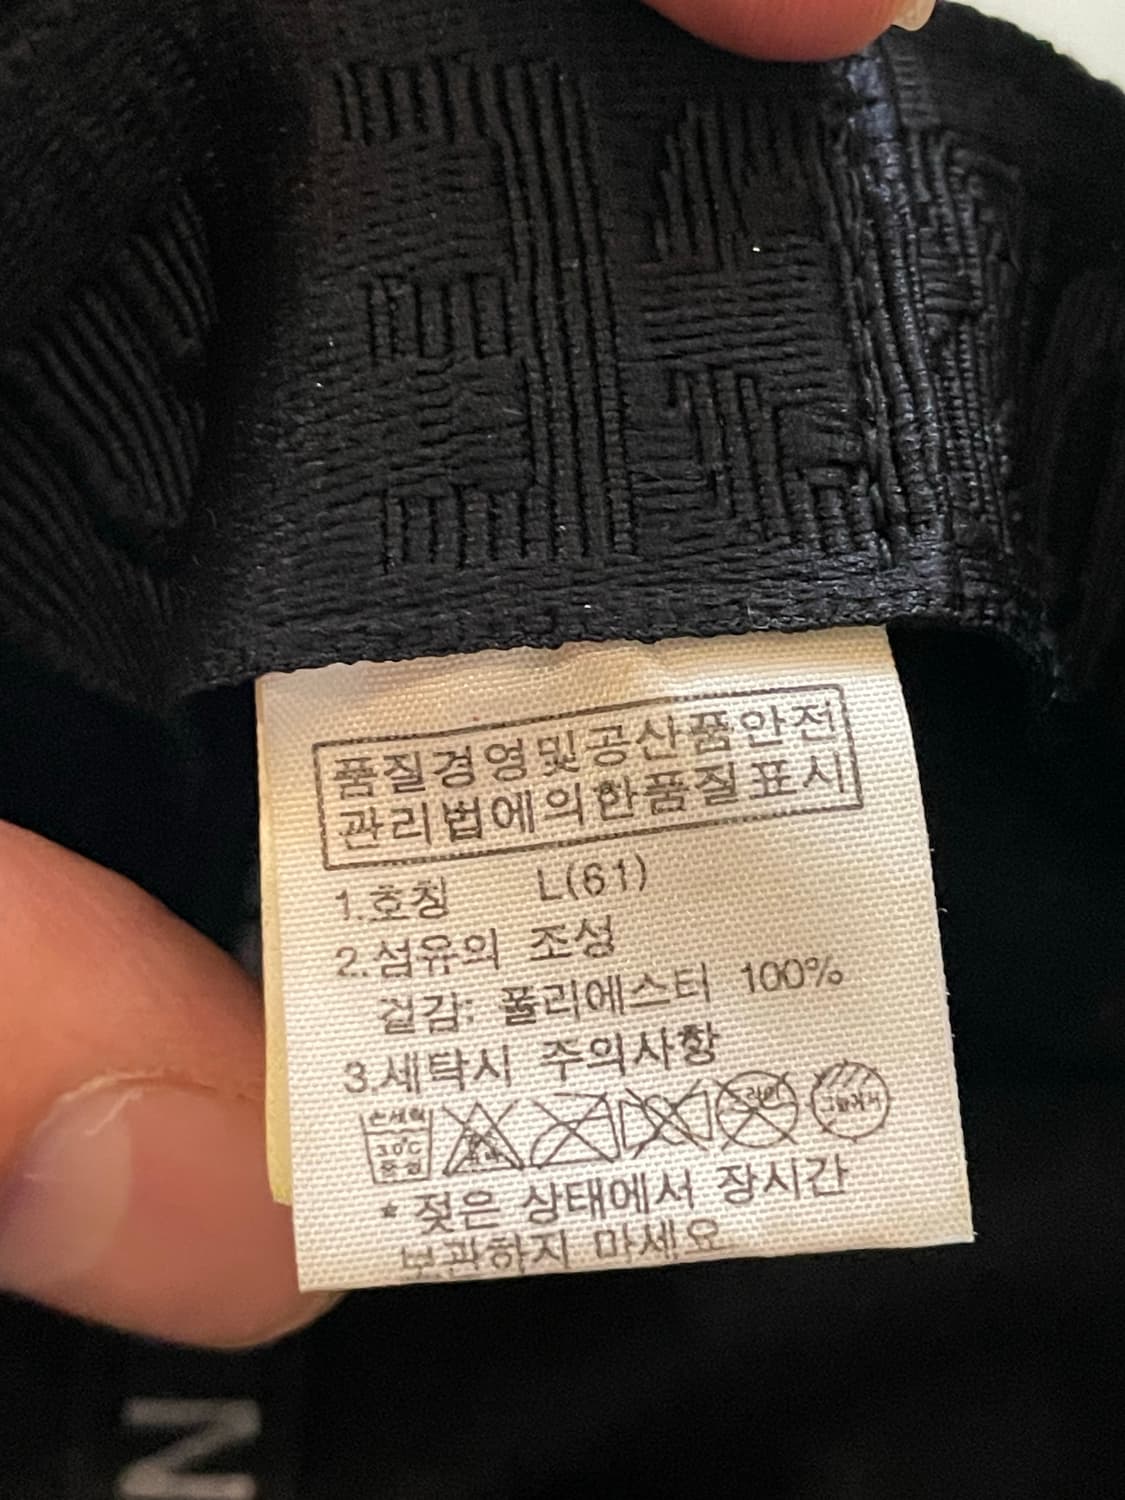 품질경영및공산품안전
관리법에의한품질표시
1.호칭 L(61)
2.섬유의 조성
겉감: 폴리에스터 100%
3.세탁시 주의사항
손세탁
30℃
중성
드라이
그늘에서
* 젖은 상태에서 장시간
보관하지 마세요
N